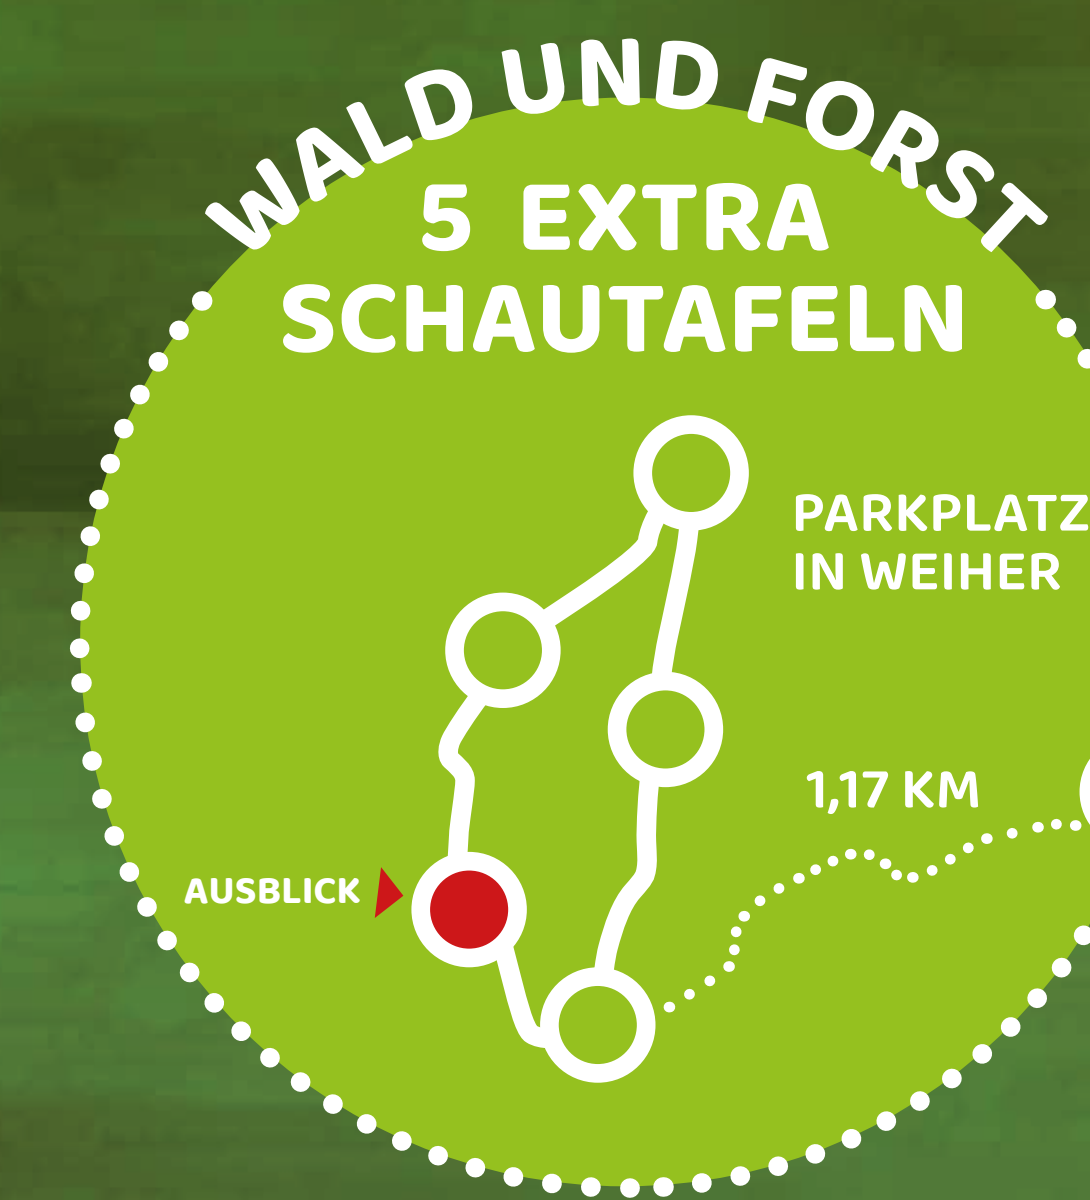 WALD UND FORST
5 EXTRA
SCHAUTAFELN
PARKPLATZ
IN WEIHER
1,17 KM
AUSBLICK